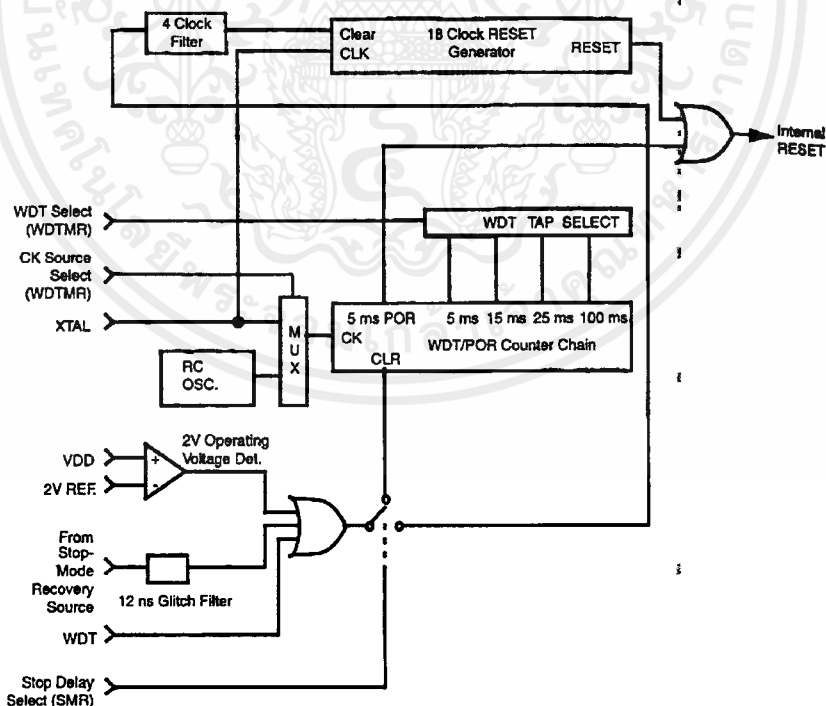 4 Clock
Filter
Clear
CLK
18 Clock RESET
Generator
RESET
Internal
RESET
WDT Select
(WDTMR)
WDT TAP SELECT
CK Source
Select
(WDTMR)
XTAL
MUX
5 ms POR
5 ms 15 ms 25 ms 100 ms
CK
CLR
WDT/POR Counter Chain
RC
OSC.
2V Operating
Voltage Det.
VDD
+
2V REF.
-
From
Stop-
Mode
Recovery
Source
12 ns Glitch Filter
WDT
Stop Delay
Select (SMR)